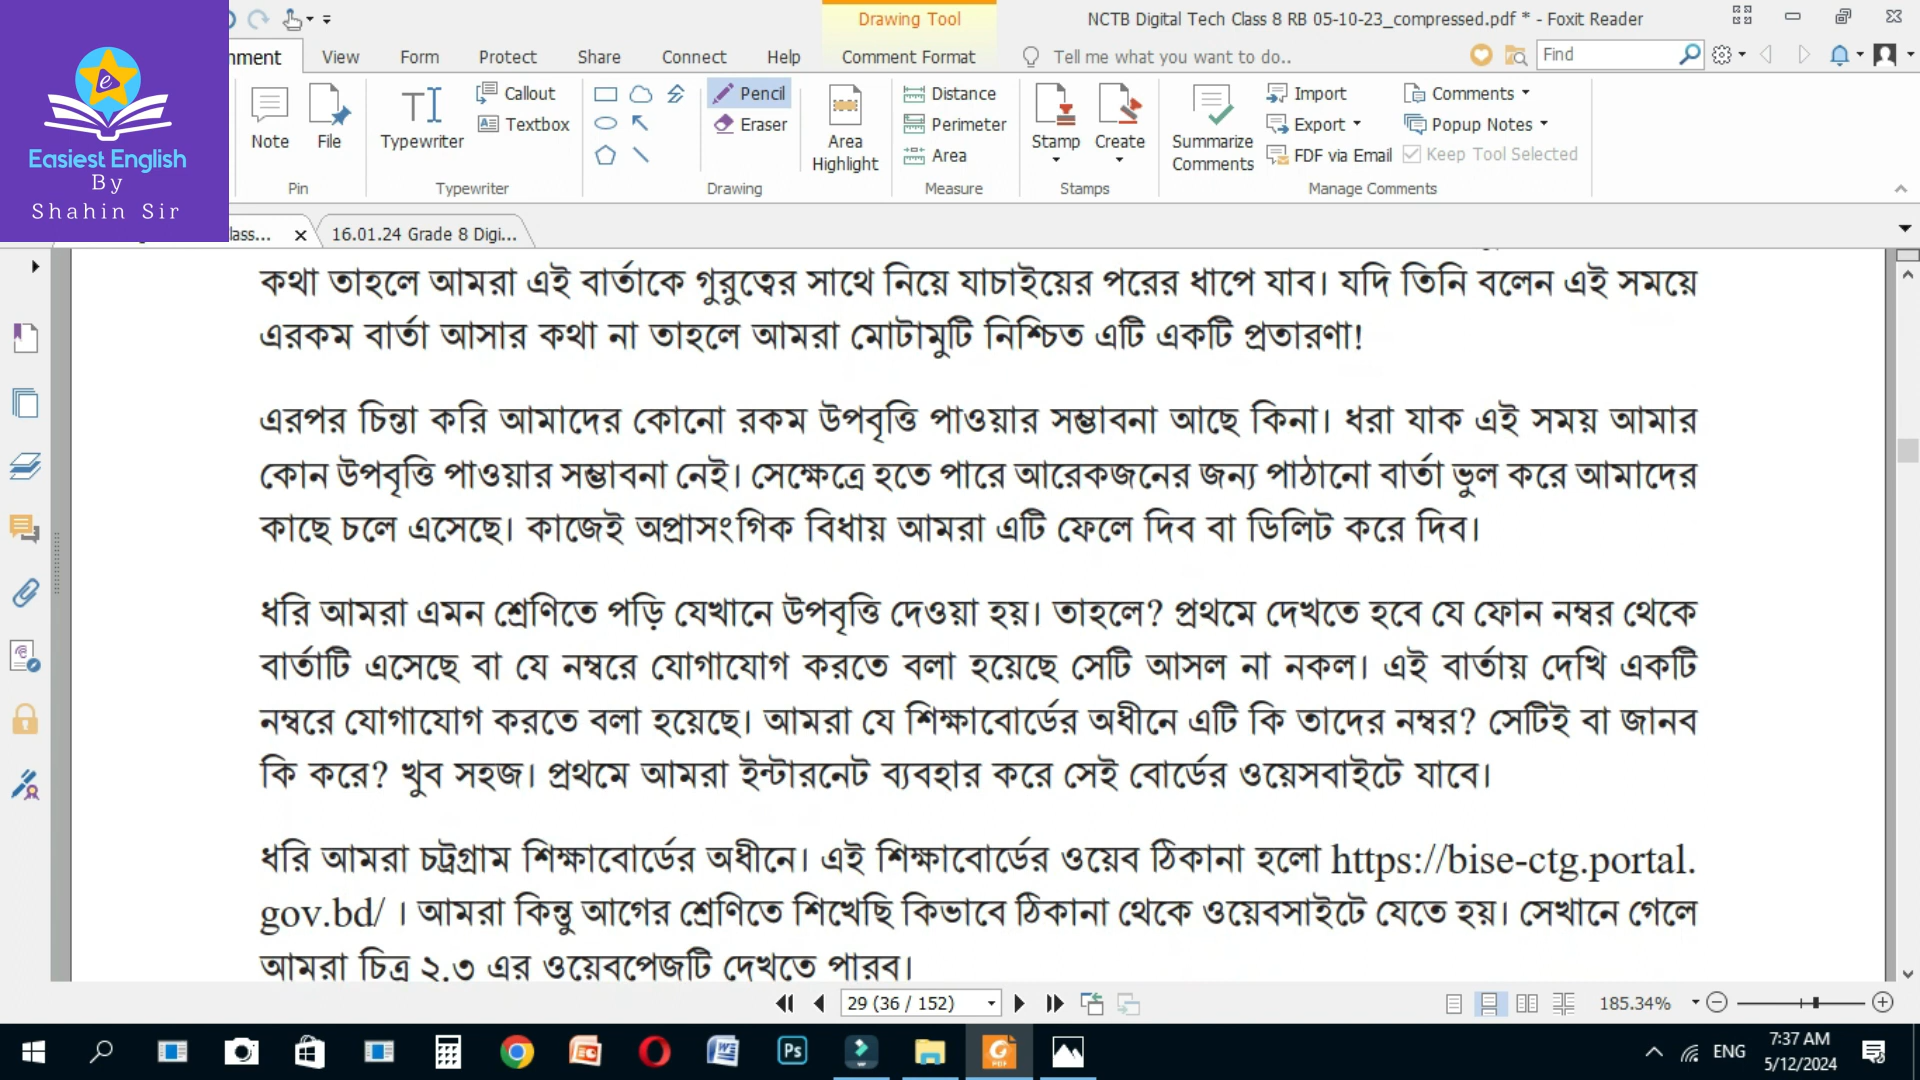 Drawing Tool
NCTB Digital Tech Class 8 RB 05-10-23_compressed.pdf * - Foxit Reader
mment View Form Protect Share Connect Help Comment Format Tell me what you want to do.. Find
Note File Typewriter Callout Textbox Pencil Eraser Area Highlight Distance Perimeter Area Stamp Create Summarize Comments Import Export FDF via Email Comments Popup Notes Keep Tool Selected
Pin Typewriter Drawing Measure Stamps Manage Comments
e
Easiest English
By
Shahin Sir
lass... 16.01.24 Grade 8 Digi...
কথা তাহলে আমরা এই বার্তাকে গুরুত্বের সাথে নিয়ে যাচাইয়ের পরের ধাপে যাব। যদি তিনি বলেন এই সময়ে
এরকম বার্তা আসার কথা না তাহলে আমরা মোটামুটি নিশ্চিত এটি একটি প্রতারণা!
এরপর চিন্তা করি আমাদের কোনো রকম উপবৃত্তি পাওয়ার সম্ভাবনা আছে কিনা। ধরা যাক এই সময় আমার
কোন উপবৃত্তি পাওয়ার সম্ভাবনা নেই। সেক্ষেত্রে হতে পারে আরেকজনের জন্য পাঠানো বার্তা ভুল করে আমাদের
কাছে চলে এসেছে। কাজেই অপ্রাসংগিক বিধায় আমরা এটি ফেলে দিব বা ডিলিট করে দিব।
ধরি আমরা এমন শ্রেণিতে পড়ি যেখানে উপবৃত্তি দেওয়া হয়। তাহলে? প্রথমে দেখতে হবে যে ফোন নম্বর থেকে
বার্তাটি এসেছে বা যে নম্বরে যোগাযোগ করতে বলা হয়েছে সেটি আসল না নকল। এই বার্তায় দেখি একটি
নম্বরে যোগাযোগ করতে বলা হয়েছে। আমরা যে শিক্ষাবোর্ডের অধীনে এটি কি তাদের নম্বর? সেটিই বা জানব
কি করে? খুব সহজ। প্রথমে আমরা ইন্টারনেট ব্যবহার করে সেই বোর্ডের ওয়েসবাইটে যাবে।
ধরি আমরা চট্রগ্রাম শিক্ষাবোর্ডের অধীনে। এই শিক্ষাবোর্ডের ওয়েব ঠিকানা হলো https://bise-ctg.portal.
gov.bd/ । আমরা কিন্তু আগের শ্রেণিতে শিখেছি কিভাবে ঠিকানা থেকে ওয়েবসাইটে যেতে হয়। সেখানে গেলে
আমরা চিত্র ২.৩ এর ওয়েবপেজটি দেখতে পারব।
29 (36 / 152) 185.34%
Ps ENG 7:37 AM
5/12/2024